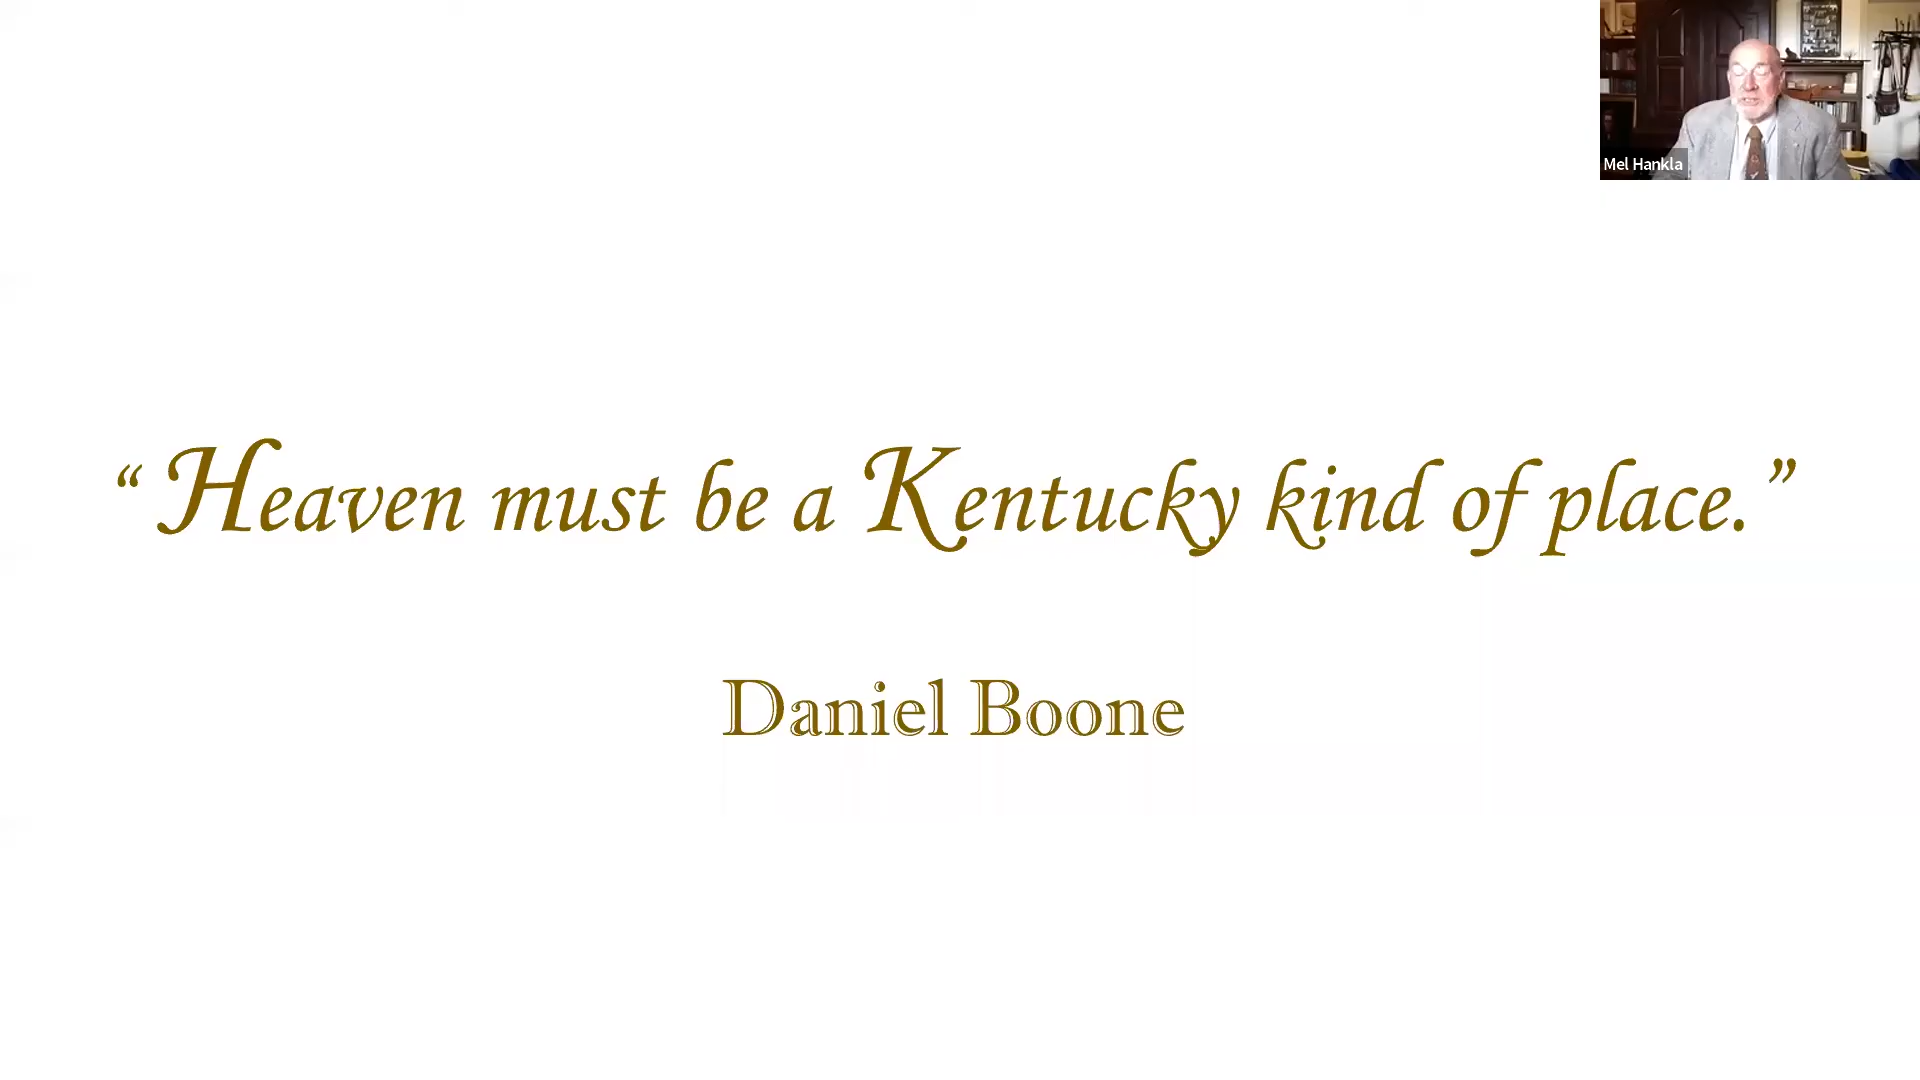 Mel Hankla
“Heaven must be a Kentucky kind of place.”
Daniel Boone